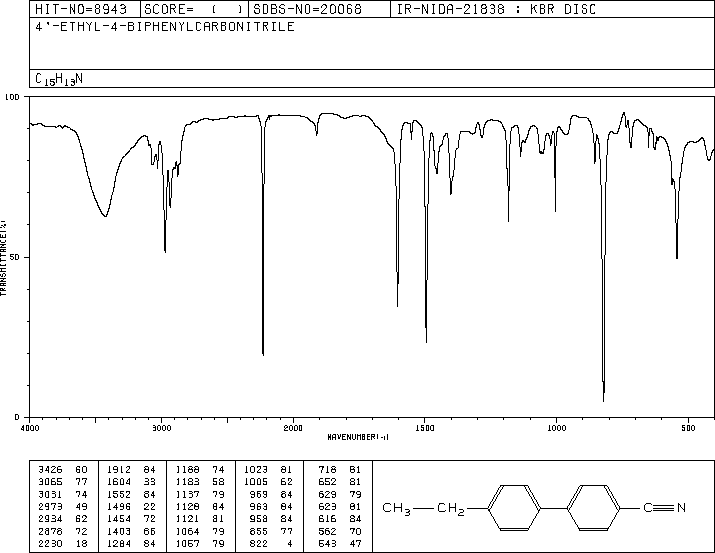 HIT-NO=8943 SCORE= ( ) SDBS-NO=20068 IR-NIDA-21838 : KBR DISC
4'-ETHYL-4-BIPHENYLCARBONITRILE
C15H13N
100
50
0
TRANSMITTANCE(%)
4000 3000 2000 1500 1000 500
WAVENUMBER(-1)
3426 60 1912 84 1188 74 1023 81 718 81
3065 77 1604 33 1183 58 1005 62 652 81
3031 74 1552 84 1137 79 969 84 629 79
2973 49 1496 22 1128 84 963 84 623 81
2934 62 1454 72 1121 81 958 84 616 84
2876 72 1403 66 1064 79 855 77 562 70
2230 18 1284 84 1057 79 822 4 543 47
CH3 CH2 C≡N